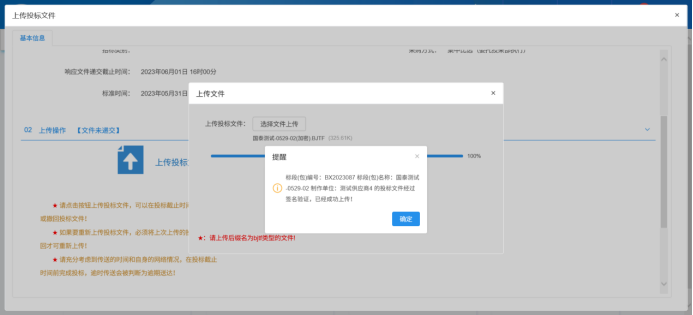 上传投标文件
×
基本信息
响应文件递交截止时间： 2023年06月01日 16时00分
标准时间： 2023年05月31日
02 上传操作 【文件未递交】
上传投标
★ 请点击按钮上传投标文件，可以在投标截止时间
或撤回投标文件！
★ 如果要重新上传投标文件，必须将上次上传的
回才可重新上传！
★ 请充分考虑到传送的时间和自身的网络情况，在投标截止
时间前完成投标，逾时传送会被判断为逾期送达！
上传文件
×
上传投标文件： 选择文件上传
国泰测试-0529-02(加密).BJTF
100%
★：请上传后缀名为bjtf类型的文件!
提醒
×
标段(包)编号：BX2023087 标段(包)名称：国泰测试
-0529-02 制作单位：测试供应商4 的投标文件经过
签名验证，已经成功上传！
确定